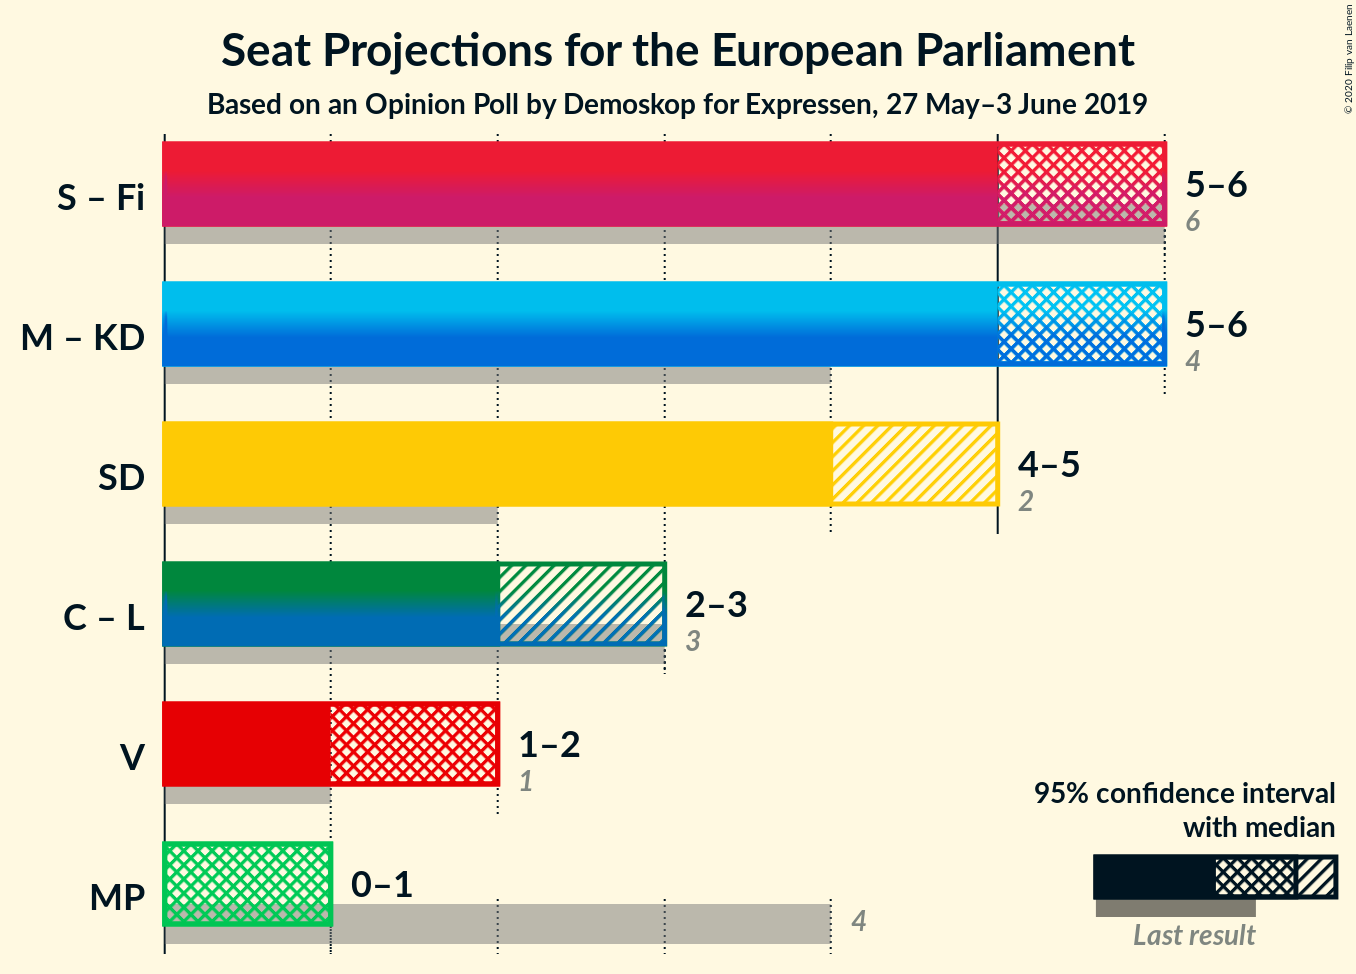 Seat Projections for the European Parliament
Based on an Opinion Poll by Demoskop for Expressen, 27 May–3 June 2019
© 2020 Filip van Laenen
S – Fi
5–6
6
M – KD
5–6
4
SD
4–5
2
C – L
2–3
3
V
1–2
1
MP
0–1
4
95% confidence interval
with median
Last result